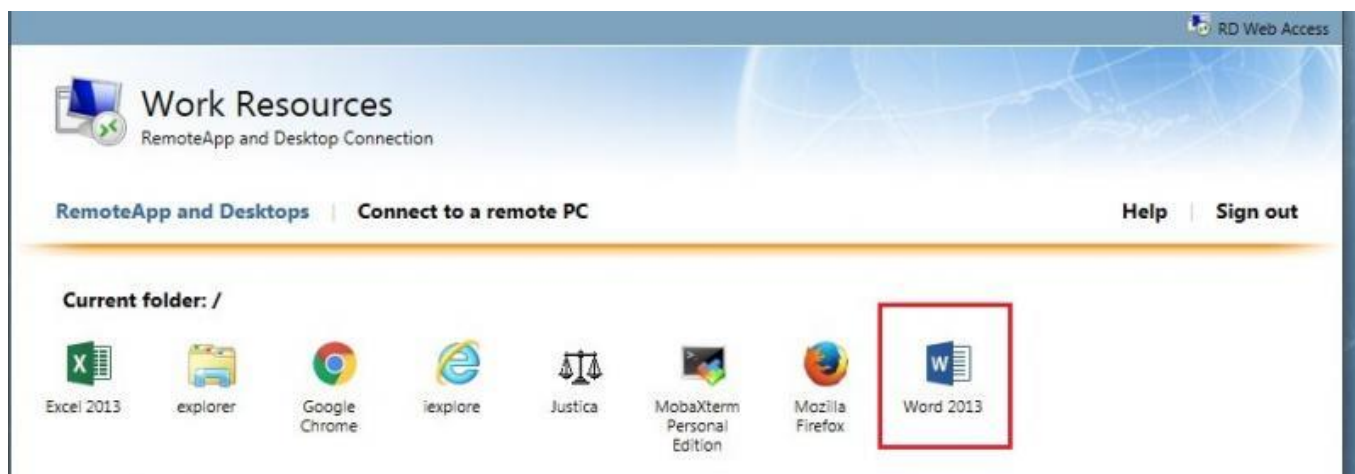 RD Web Access
Work Resources
RemoteApp and Desktop Connection
RemoteApp and Desktops | Connect to a remote PC
Help | Sign out
Current folder: /
Excel 2013
explorer
Google
Chrome
iexplore
Justica
MobaXterm
Personal
Edition
Mozilla
Firefox
Word 2013